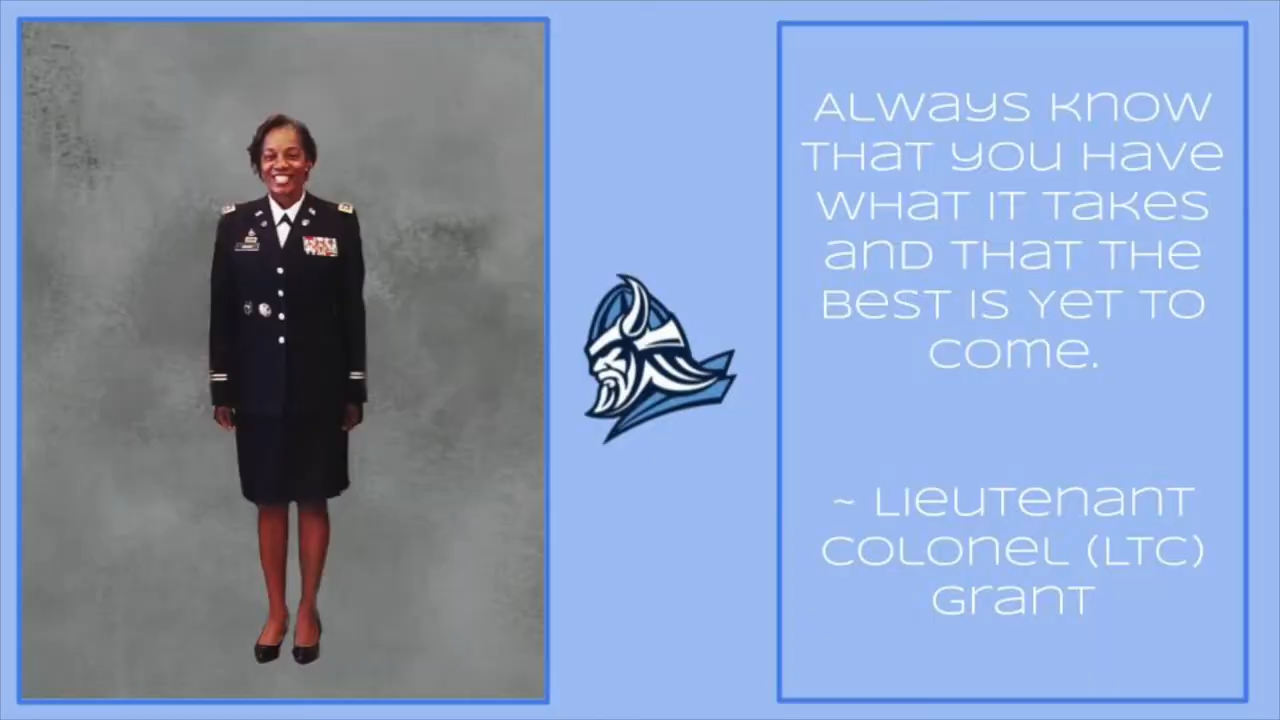 Always know
that you have
what it takes
and that the
best is yet to
come.
~ Lieutenant
Colonel (LTC)
Grant